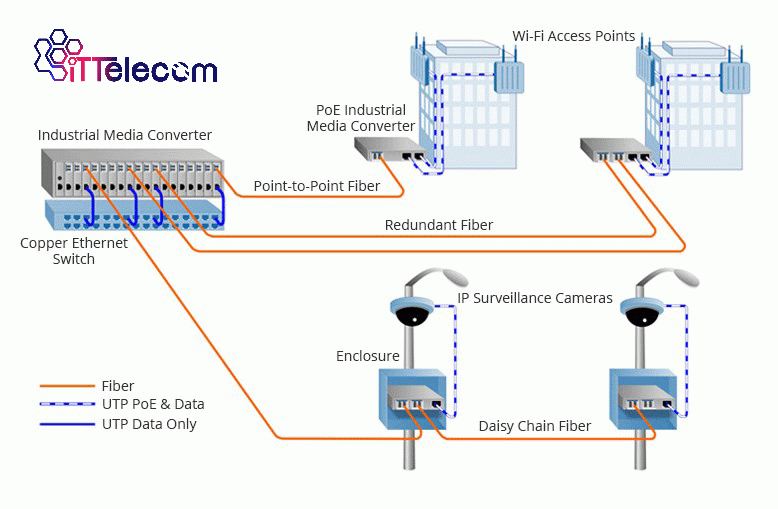 iTTelecom
Wi-Fi Access Points
PoE Industrial
Media Converter
Industrial Media Converter
Point-to-Point Fiber
Redundant Fiber
Copper Ethernet
Switch
IP Surveillance Cameras
Enclosure
Fiber
UTP PoE & Data
UTP Data Only
Daisy Chain Fiber